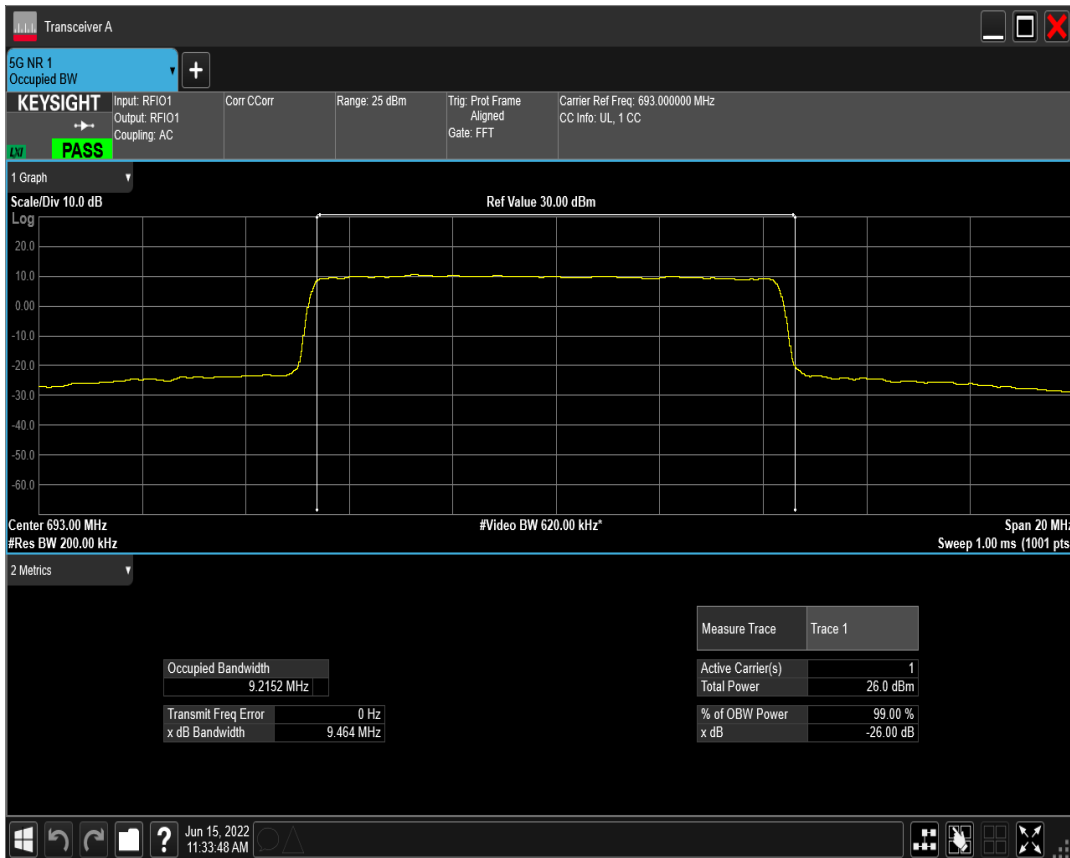 Transceiver A
5G NR 1
Occupied BW
+
KEYSIGHT
LXI
PASS
Input: RFIO1
Output: RFIO1
Coupling: AC
Corr CCorr
Range: 25 dBm
Trig: Prot Frame
Aligned
Gate: FFT
Carrier Ref Freq: 693.000000 MHz
CC Info: UL, 1 CC
1 Graph
Scale/Div 10.0 dB
Ref Value 30.00 dBm
Log
20.0
10.0
0.00
-10.0
-20.0
-30.0
-40.0
-50.0
-60.0
Center 693.00 MHz
#Video BW 620.00 kHz*
Span 20 MHz
#Res BW 200.00 kHz
Sweep 1.00 ms (1001 pts
2 Metrics
Measure Trace Trace 1
Occupied Bandwidth
9.2152 MHz
Active Carrier(s) 1
Total Power 26.0 dBm
Transmit Freq Error 0 Hz
x dB Bandwidth 9.464 MHz
% of OBW Power 99.00 %
x dB -26.00 dB
?
Jun 15, 2022
11:33:48 AM